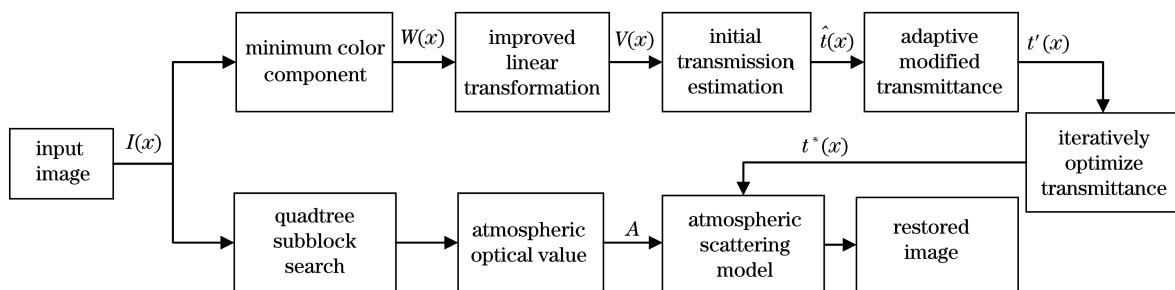 minimum color
component
W(x)
improved
linear
transformation
V(x)
initial
transmission
estimation
t̂(x)
adaptive
modified
transmittance
t′(x)
input
image
I(x)
iteratively
optimize
transmittance
t*(x)
quadtree
subblock
search
atmospheric
optical value
A
atmospheric
scattering
model
restored
image